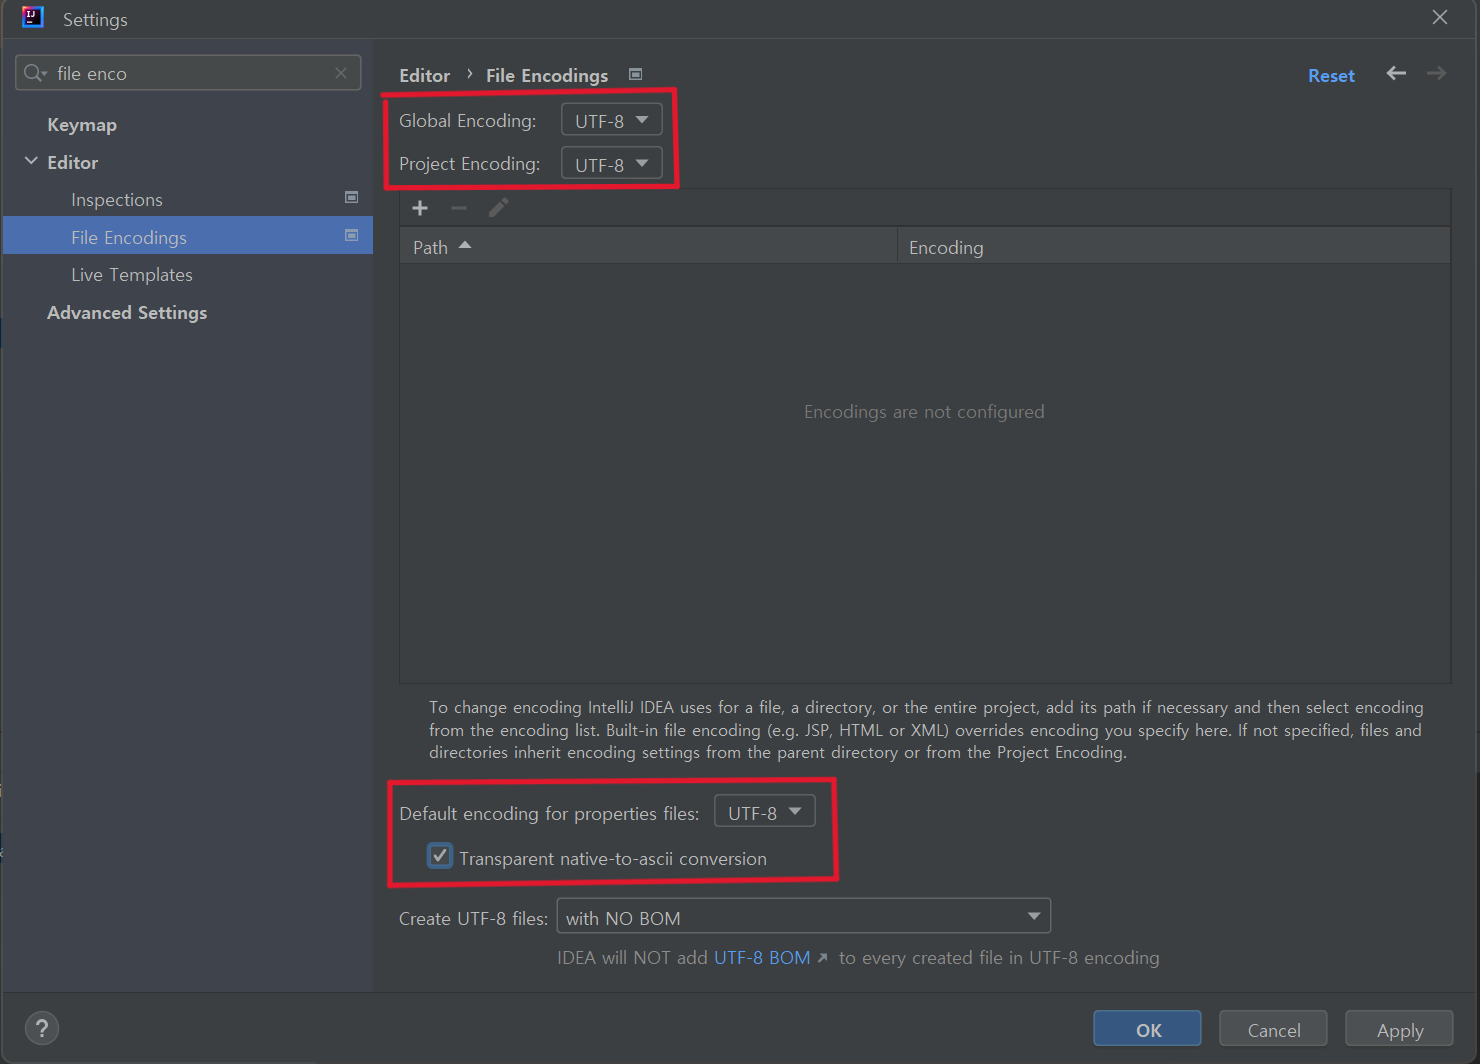 Settings
file enco
Keymap
Editor
Inspections
File Encodings
Live Templates
Advanced Settings
Editor › File Encodings
Reset
Global Encoding: UTF-8
Project Encoding: UTF-8
Path Encoding
Encodings are not configured
To change encoding IntelliJ IDEA uses for a file, a directory, or the entire project, add its path if necessary and then select encoding
from the encoding list. Built-in file encoding (e.g. JSP, HTML or XML) overrides encoding you specify here. If not specified, files and
directories inherit encoding settings from the parent directory or from the Project Encoding.
Default encoding for properties files: UTF-8
Transparent native-to-ascii conversion
Create UTF-8 files: with NO BOM
IDEA will NOT add UTF-8 BOM ↗ to every created file in UTF-8 encoding
?
OK Cancel Apply